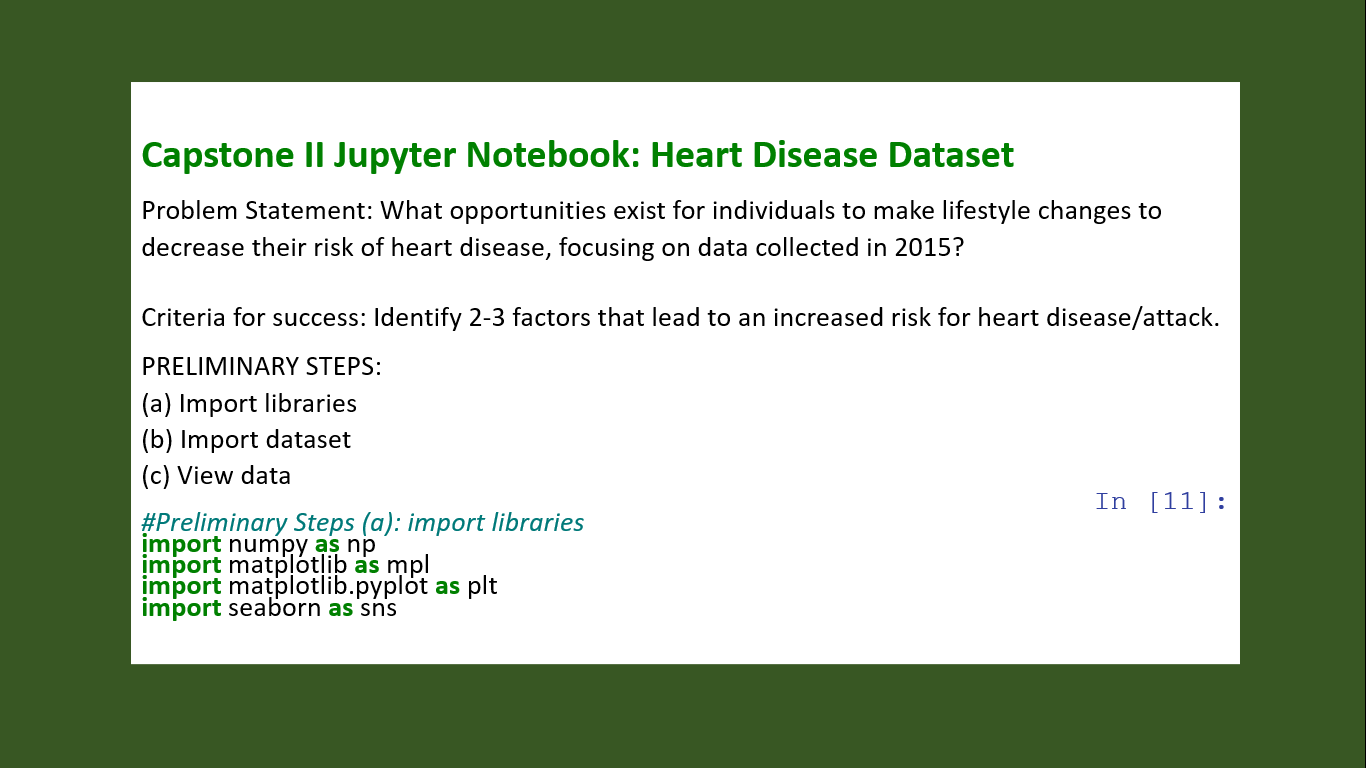 Capstone II Jupyter Notebook: Heart Disease Dataset
Problem Statement: What opportunities exist for individuals to make lifestyle changes to
decrease their risk of heart disease, focusing on data collected in 2015?
Criteria for success: Identify 2-3 factors that lead to an increased risk for heart disease/attack.
PRELIMINARY STEPS:
(a) Import libraries
(b) Import dataset
(c) View data
In [11]:
#Preliminary Steps (a): import libraries
import numpy as np
import matplotlib as mpl
import matplotlib.pyplot as plt
import seaborn as sns